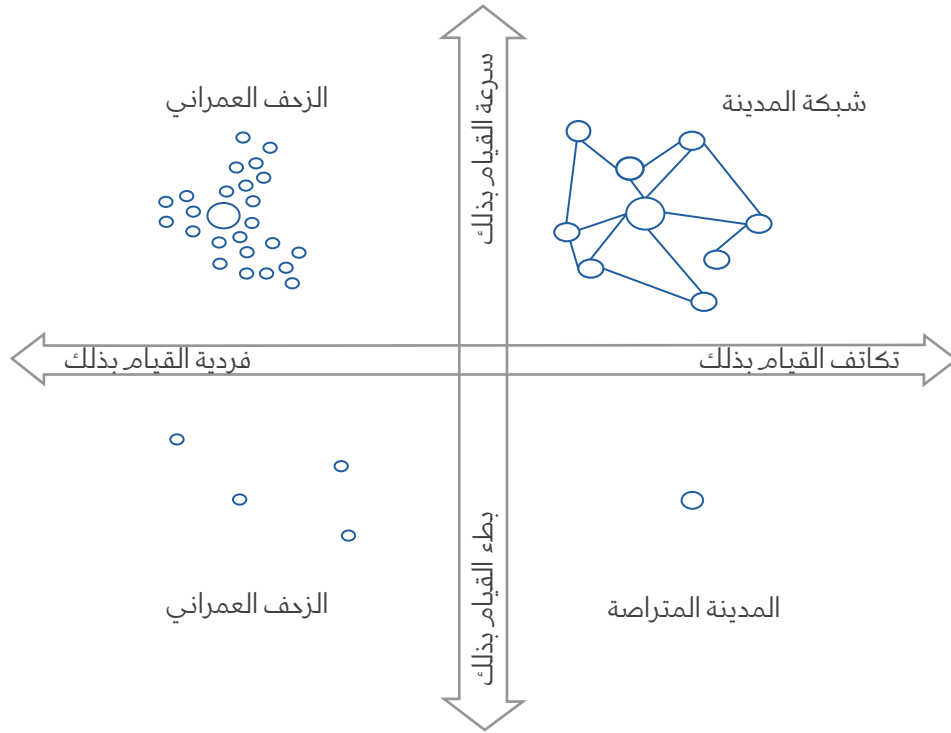 شبكة المدينة
الزحف العمراني
سرعة القيام بذلك
تكاتف القيام بذلك
فردية القيام بذلك
بطء القيام بذلك
المدينة المتراصة
الزحف العمراني